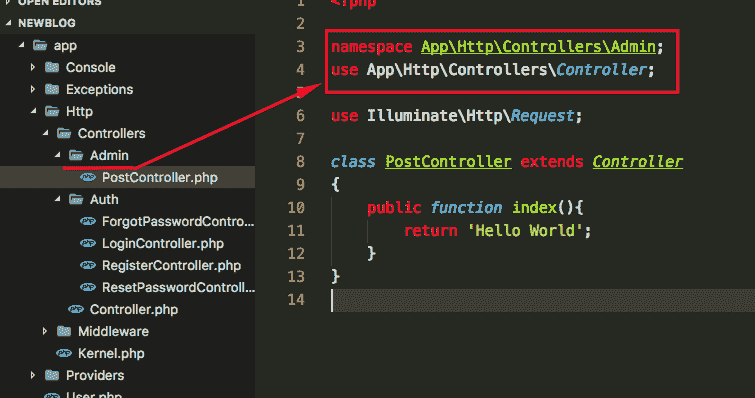 OPEN EDITORS
NEWBLOG
app
Console
Exceptions
Http
Controllers
Admin
PostController.php
Auth
ForgotPasswordContro...
LoginController.php
RegisterController.php
ResetPasswordControll...
Controller.php
Middleware
Kernel.php
Providers
User.php
1 <?php
2
3 namespace App\Http\Controllers\Admin;
4 use App\Http\Controllers\Controller;
5
6 use Illuminate\Http\Request;
7
8 class PostController extends Controller
9 {
10 public function index(){
11 return 'Hello World';
12 }
13 }
14